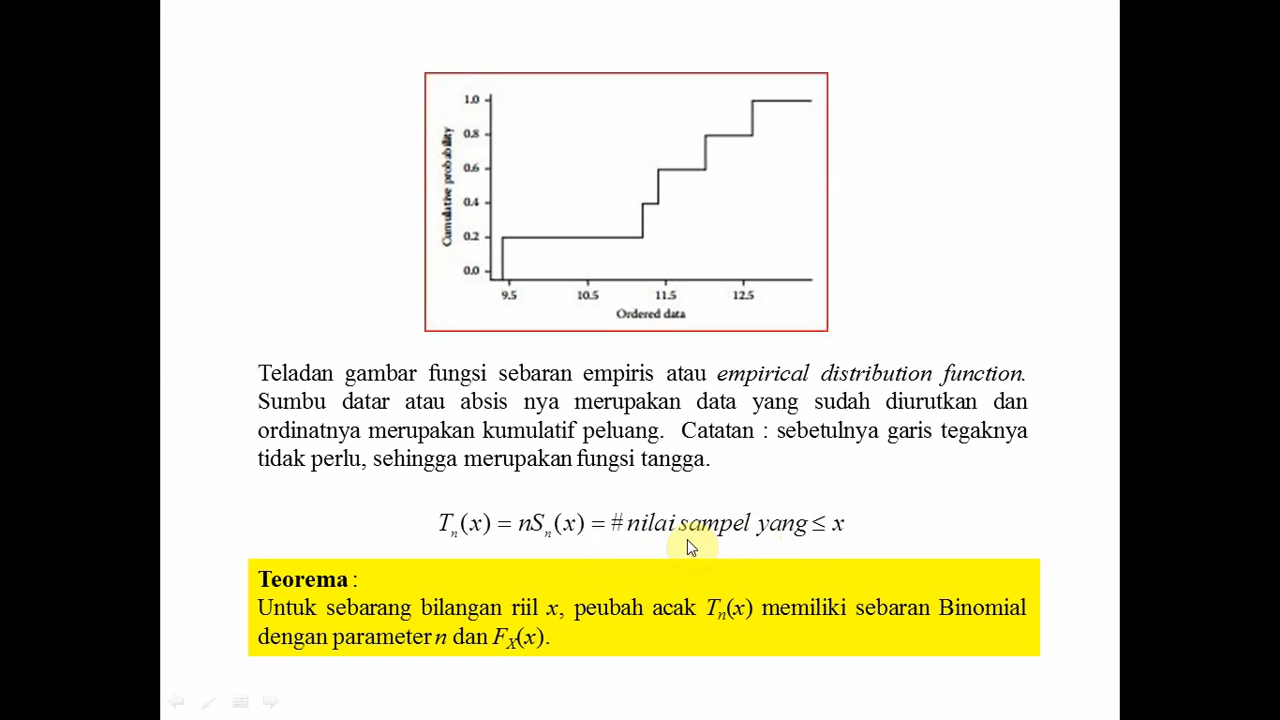 1.0
0.8
0.6
0.4
0.2
0.0
Cumulative probability
9.5 10.5 11.5 12.5
Ordered data
Teladan gambar fungsi sebaran empiris atau empirical distribution function.
Sumbu datar atau absis nya merupakan data yang sudah diurutkan dan
ordinatnya merupakan kumulatif peluang. Catatan : sebetulnya garis tegaknya
tidak perlu, sehingga merupakan fungsi tangga.
Tₙ(x) = nSₙ(x) = # nilai sampel yang ≤ x
Teorema :
Untuk sebarang bilangan riil x, peubah acak Tₙ(x) memiliki sebaran Binomial
dengan parameter n dan F_X(x).